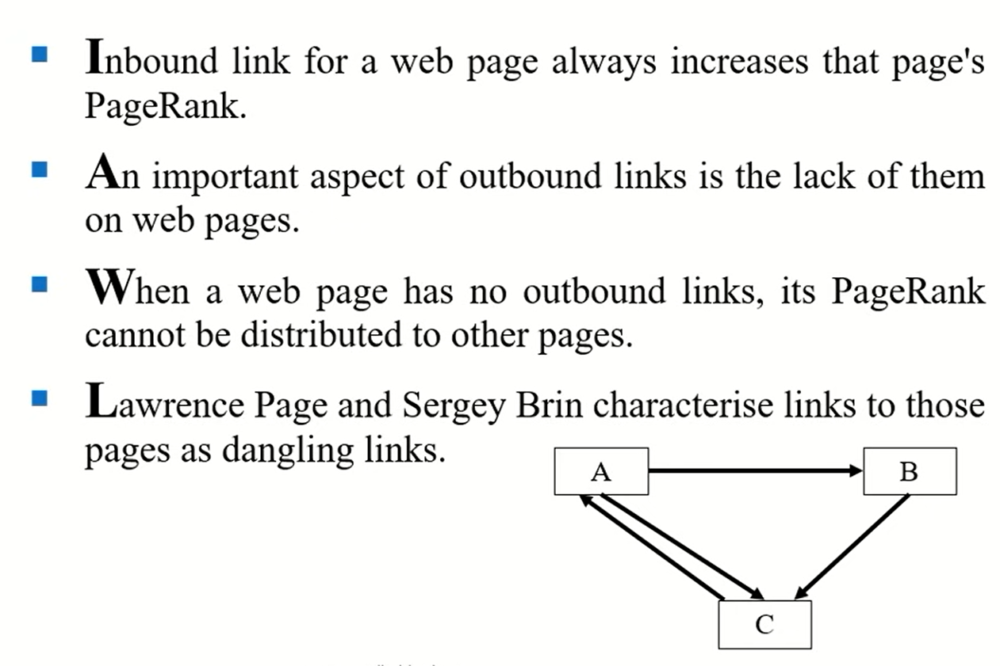 Inbound link for a web page always increases that page's
PageRank.
An important aspect of outbound links is the lack of them
on web pages.
When a web page has no outbound links, its PageRank
cannot be distributed to other pages.
Lawrence Page and Sergey Brin characterise links to those
pages as dangling links.
A
B
C